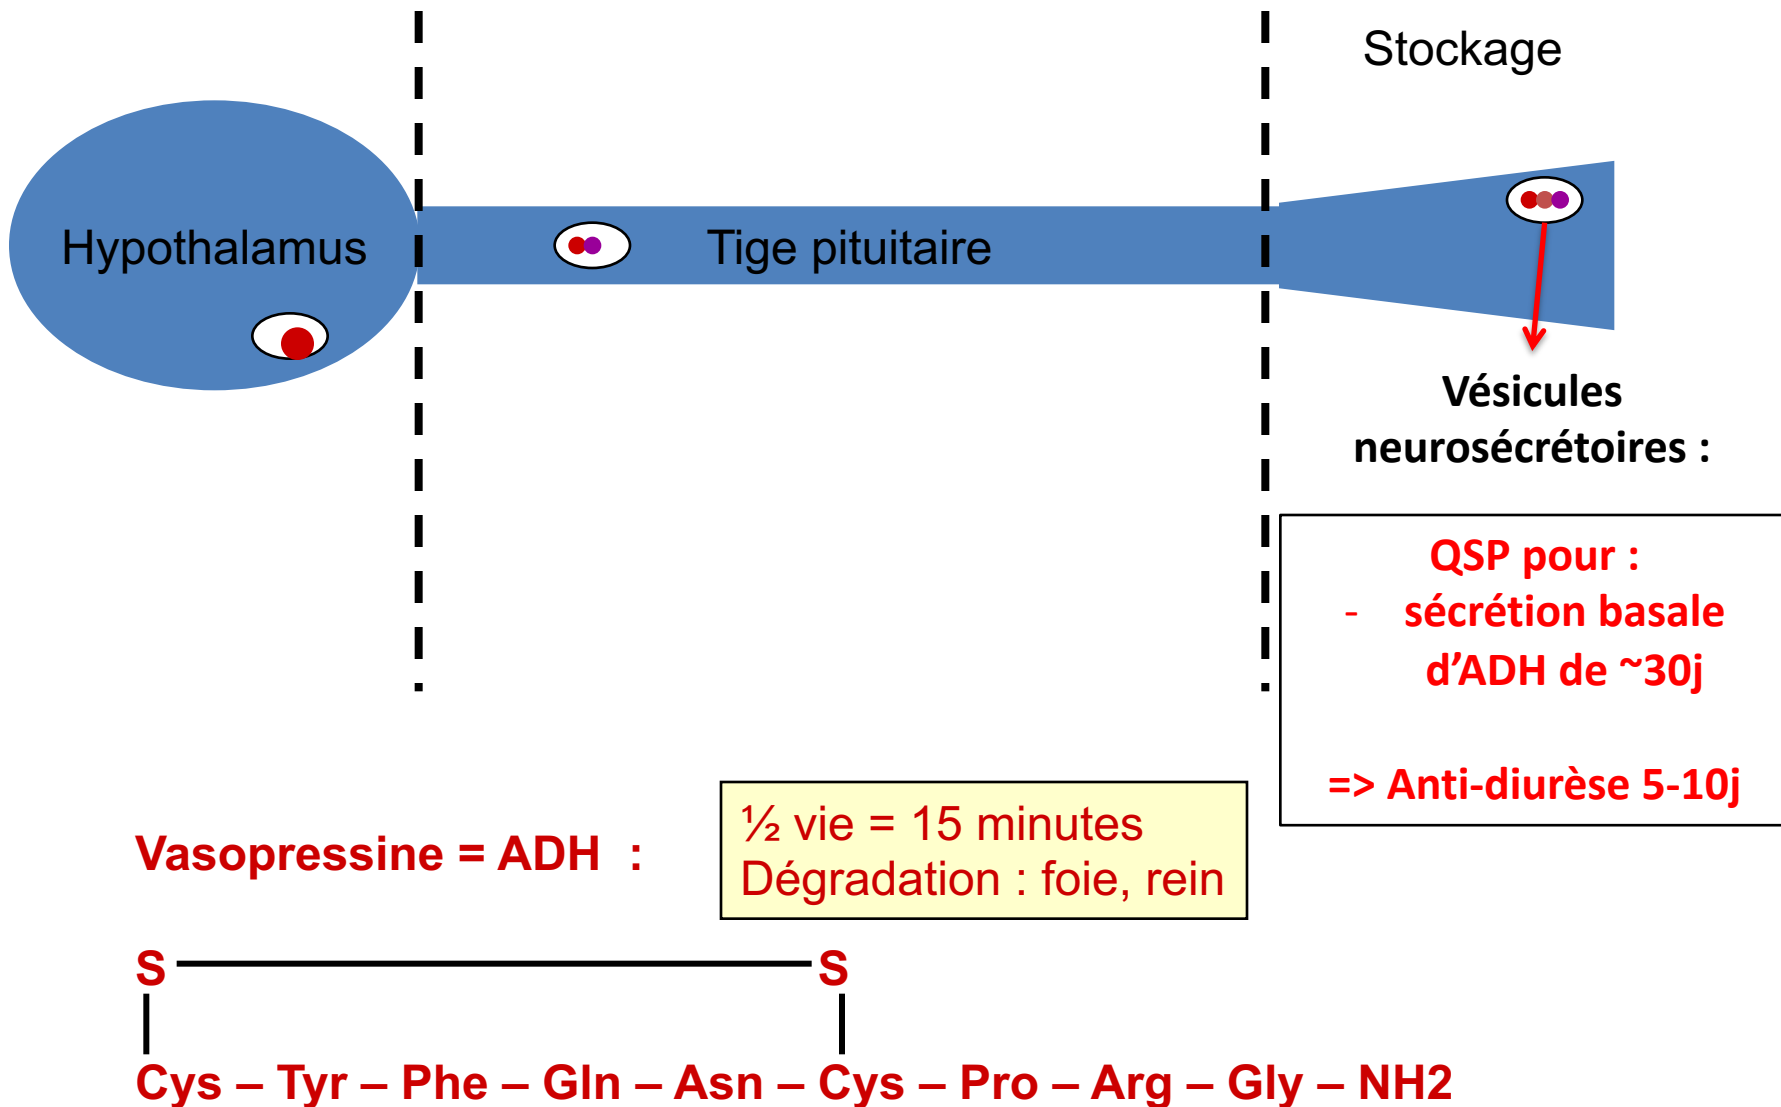 Stockage
Hypothalamus
Tige pituitaire
Vésicules
neurosécrétoires :
QSP pour :
- sécrétion basale
d’ADH de ~30j
=> Anti-diurèse 5-10j
Vasopressine = ADH :
½ vie = 15 minutes
Dégradation : foie, rein
S S
Cys – Tyr – Phe – Gln – Asn – Cys – Pro – Arg – Gly – NH2